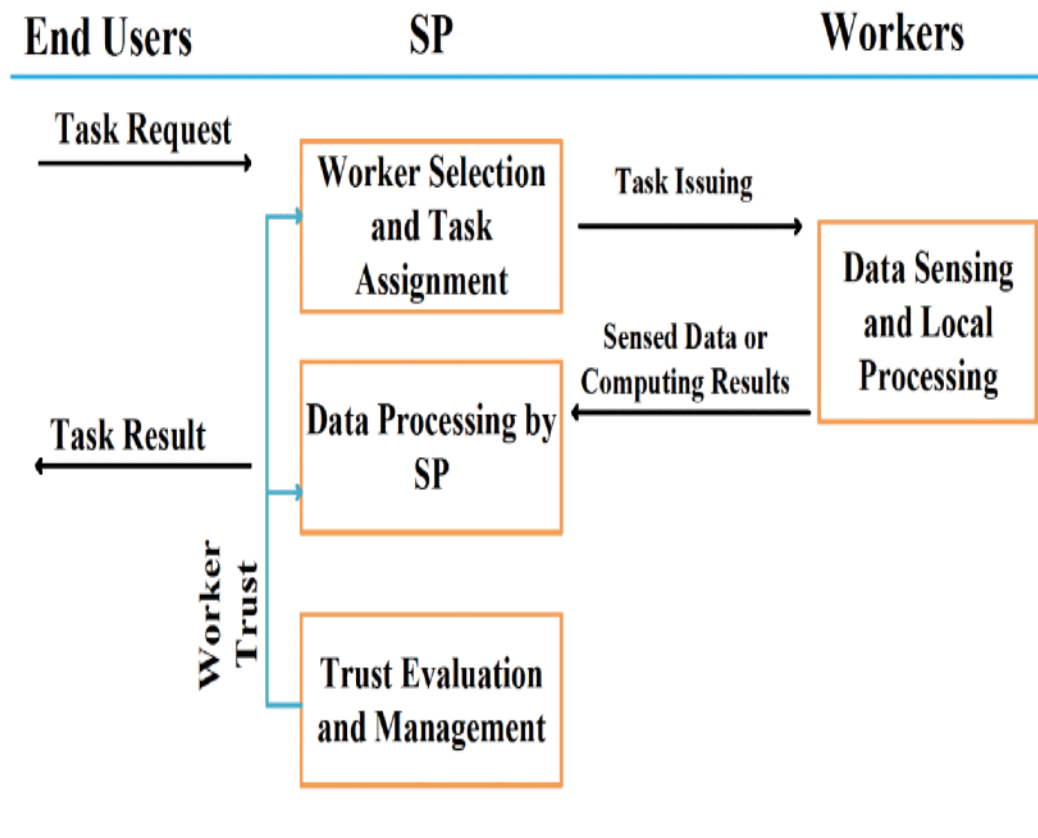 End Users
SP
Workers
Task Request
Worker Selection
and Task
Assignment
Task Issuing
Data Sensing
and Local
Processing
Sensed Data or
Computing Results
Data Processing by
SP
Task Result
Worker
Trust
Trust Evaluation
and Management